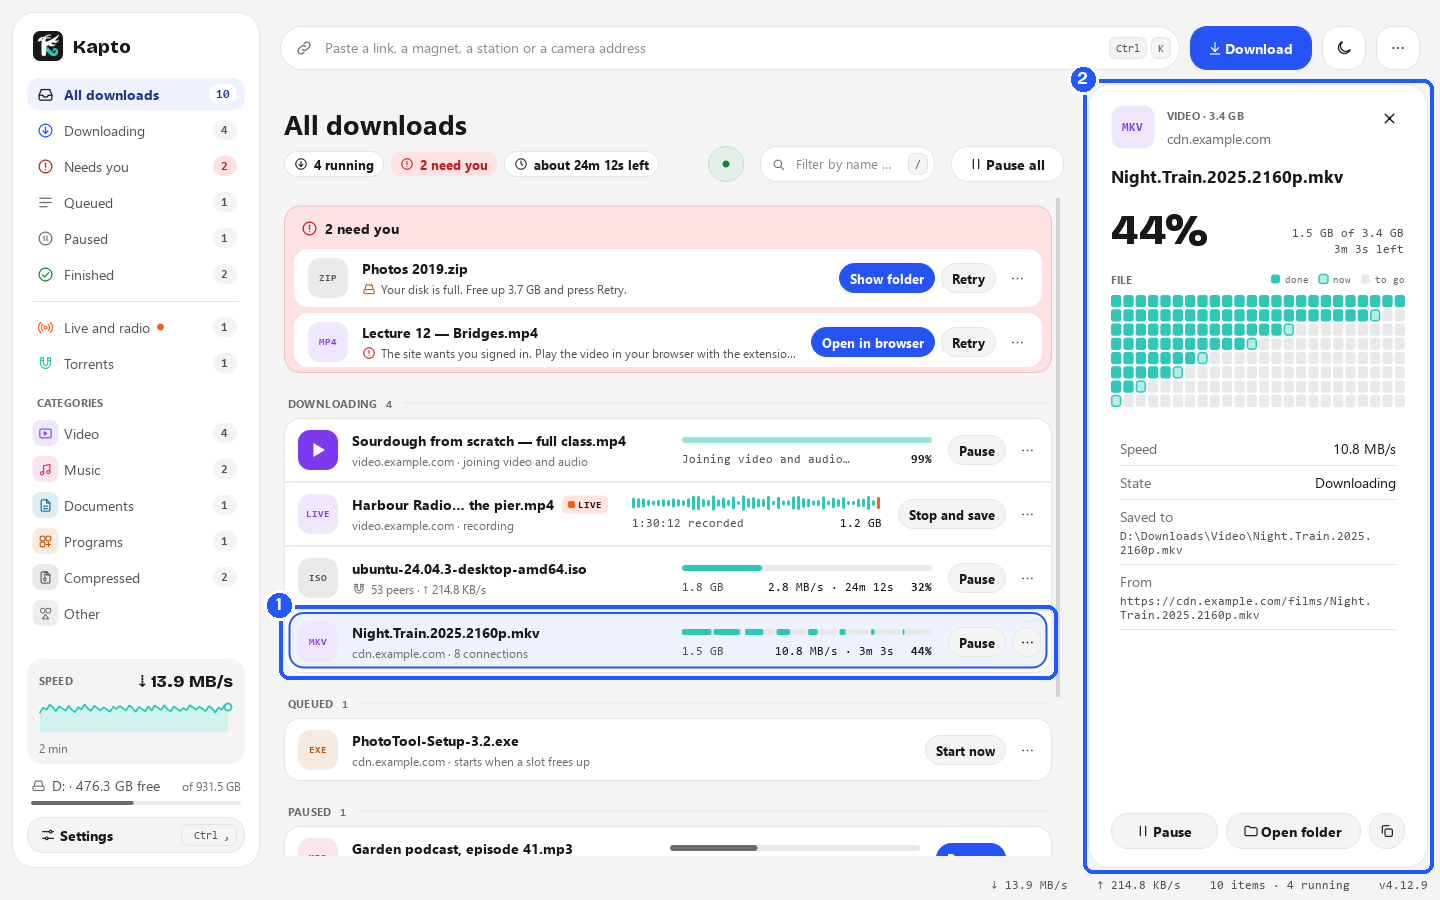 Kapto
All downloads 10
Downloading 4
Needs you 2
Queued 1
Paused 1
Finished 2
Live and radio 1
Torrents 1
CATEGORIES
Video 4
Music 2
Documents 1
Programs 1
Compressed 2
Other
SPEED ↓ 13.9 MB/s
2 min
D: · 476.3 GB free of 931.5 GB
Settings Ctrl ,
Paste a link, a magnet, a station or a camera address Ctrl K
Download
All downloads
4 running 2 need you about 24m 12s left
Filter by name ... /
Pause all
2 need you
ZIP
Photos 2019.zip
Your disk is full. Free up 3.7 GB and press Retry.
Show folder Retry
MP4
Lecture 12 — Bridges.mp4
The site wants you signed in. Play the video in your browser with the extensio...
Open in browser Retry
DOWNLOADING 4
Sourdough from scratch — full class.mp4
video.example.com · joining video and audio
Joining video and audio… 99%
Pause
LIVE
Harbour Radio... the pier.mp4 LIVE
video.example.com · recording
1:30:12 recorded 1.2 GB
Stop and save
ISO
ubuntu-24.04.3-desktop-amd64.iso
53 peers · ↑ 214.8 KB/s
1.8 GB 2.8 MB/s · 24m 12s 32%
Pause
1
MKV
Night.Train.2025.2160p.mkv
cdn.example.com · 8 connections
1.5 GB 10.8 MB/s · 3m 3s 44%
Pause
QUEUED 1
EXE
PhotoTool-Setup-3.2.exe
cdn.example.com · starts when a slot frees up
Start now
PAUSED 1
Garden podcast, episode 41.mp3
2
MKV
VIDEO · 3.4 GB
cdn.example.com
Night.Train.2025.2160p.mkv
44%
1.5 GB of 3.4 GB
3m 3s left
FILE done now to go
Speed 10.8 MB/s
State Downloading
Saved to
D:\Downloads\Video\Night.Train.2025.
2160p.mkv
From
https://cdn.example.com/films/Night.
Train.2025.2160p.mkv
Pause Open folder
↓ 13.9 MB/s ↑ 214.8 KB/s 10 items · 4 running v4.12.9